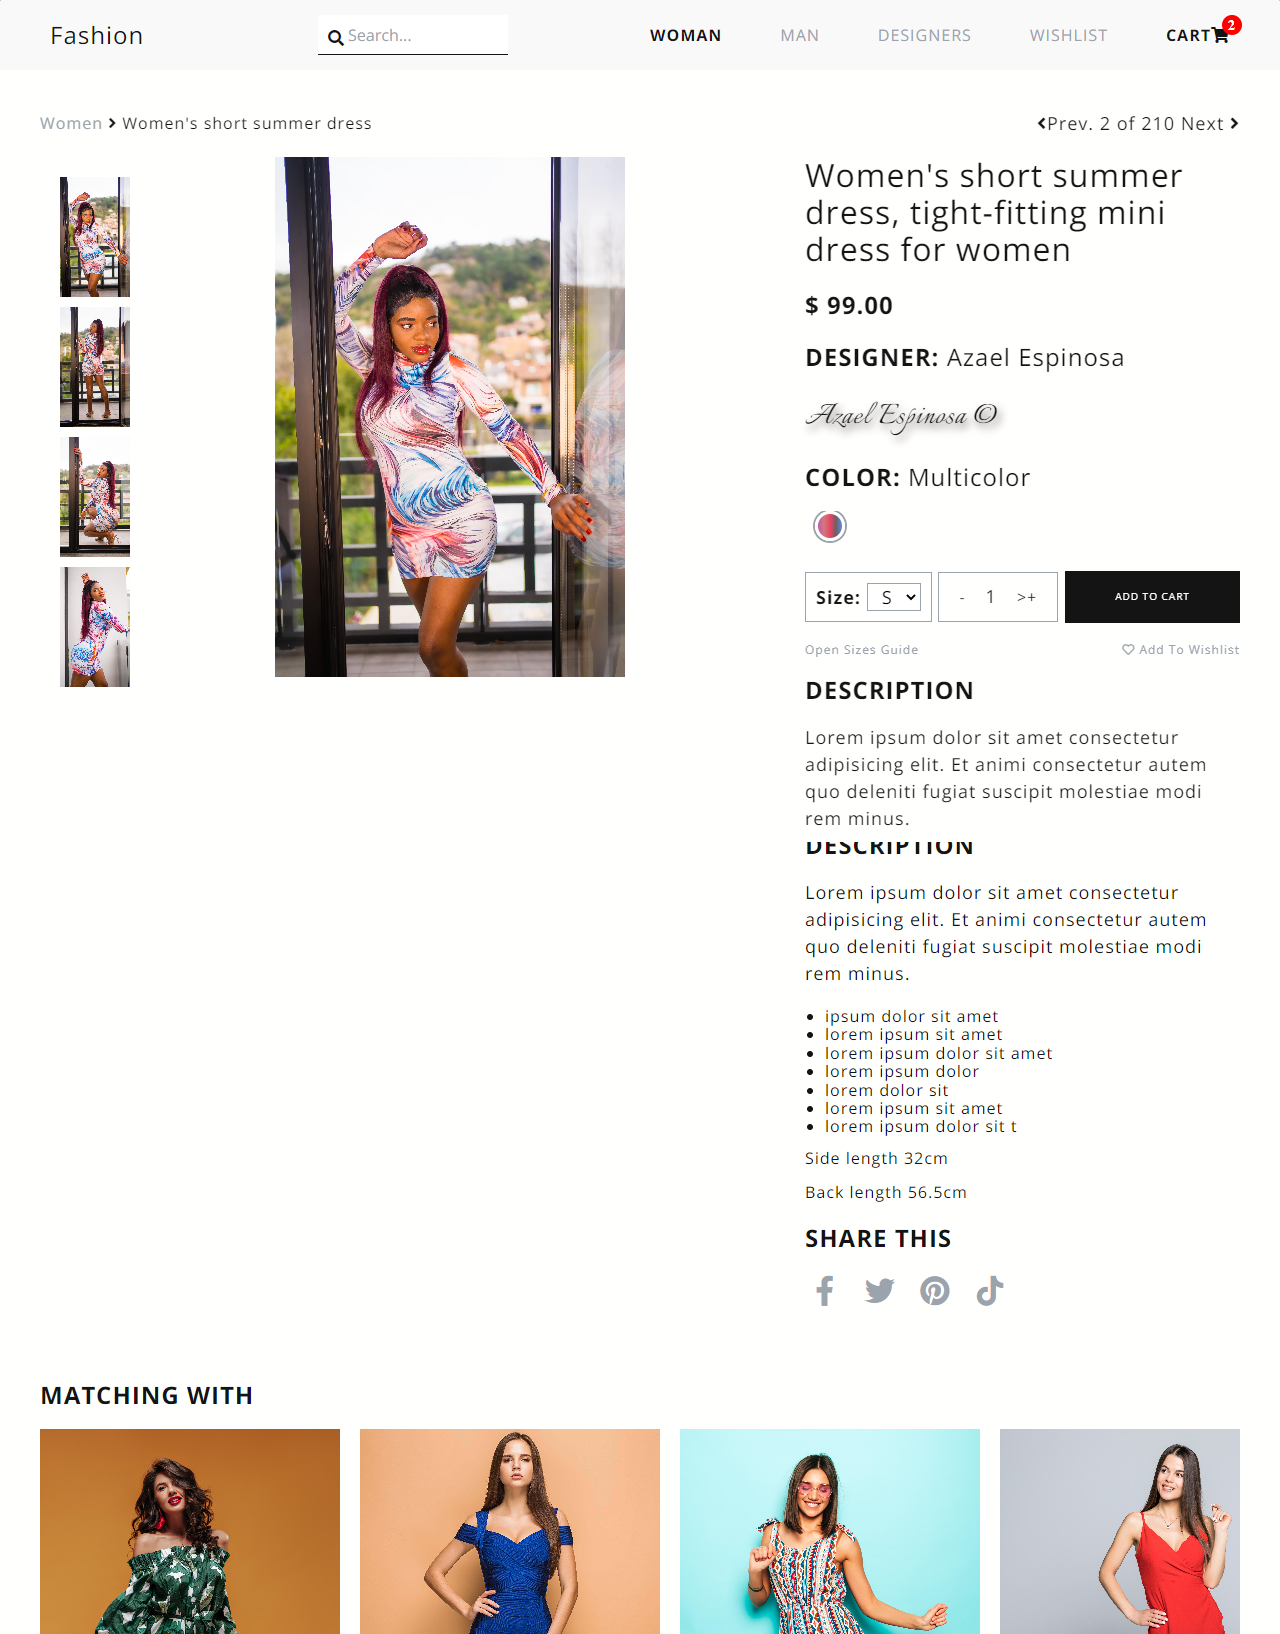 Fashion
Search...
WOMAN
MAN
DESIGNERS
WISHLIST
CART
2
Women > Women's short summer dress
Prev. 2 of 210 Next
Women's short summer
dress, tight-fitting mini
dress for women
$ 99.00
DESIGNER: Azael Espinosa
Azael Espinosa ©
COLOR: Multicolor
Size: S
- 1 >+
ADD TO CART
Open Sizes Guide
Add To Wishlist
DESCRIPTION
Lorem ipsum dolor sit amet consectetur
adipisicing elit. Et animi consectetur autem
quo deleniti fugiat suscipit molestiae modi
rem minus.
DESCRIPTION
Lorem ipsum dolor sit amet consectetur
adipisicing elit. Et animi consectetur autem
quo deleniti fugiat suscipit molestiae modi
rem minus.
• ipsum dolor sit amet
• lorem ipsum sit amet
• lorem ipsum dolor sit amet
• lorem ipsum dolor
• lorem dolor sit
• lorem ipsum sit amet
• lorem ipsum dolor sit t
Side length 32cm
Back length 56.5cm
SHARE THIS
MATCHING WITH